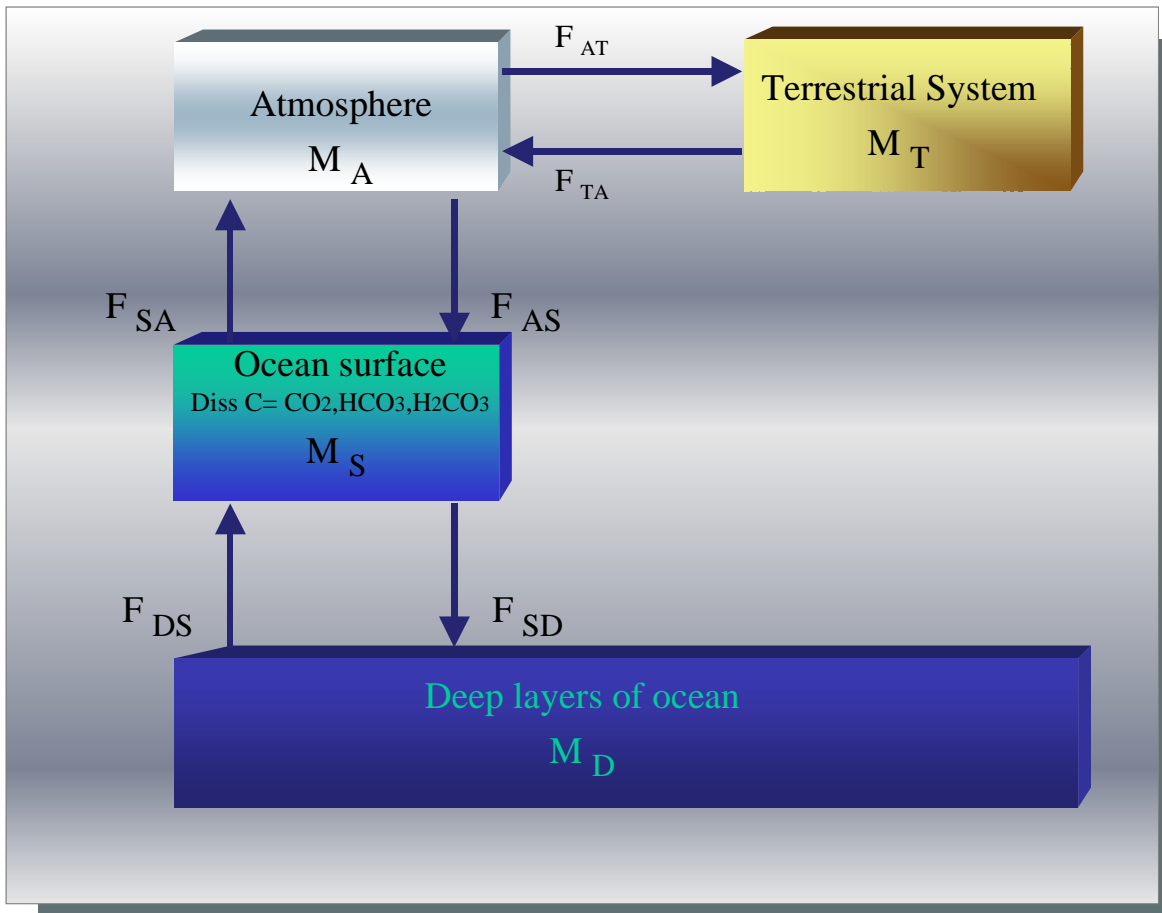 F AT
Atmosphere
M A
Terrestrial System
M T
F TA
F SA
F AS
Ocean surface
Diss C= CO2,HCO3,H2CO3
M S
F DS
F SD
Deep layers of ocean
M D